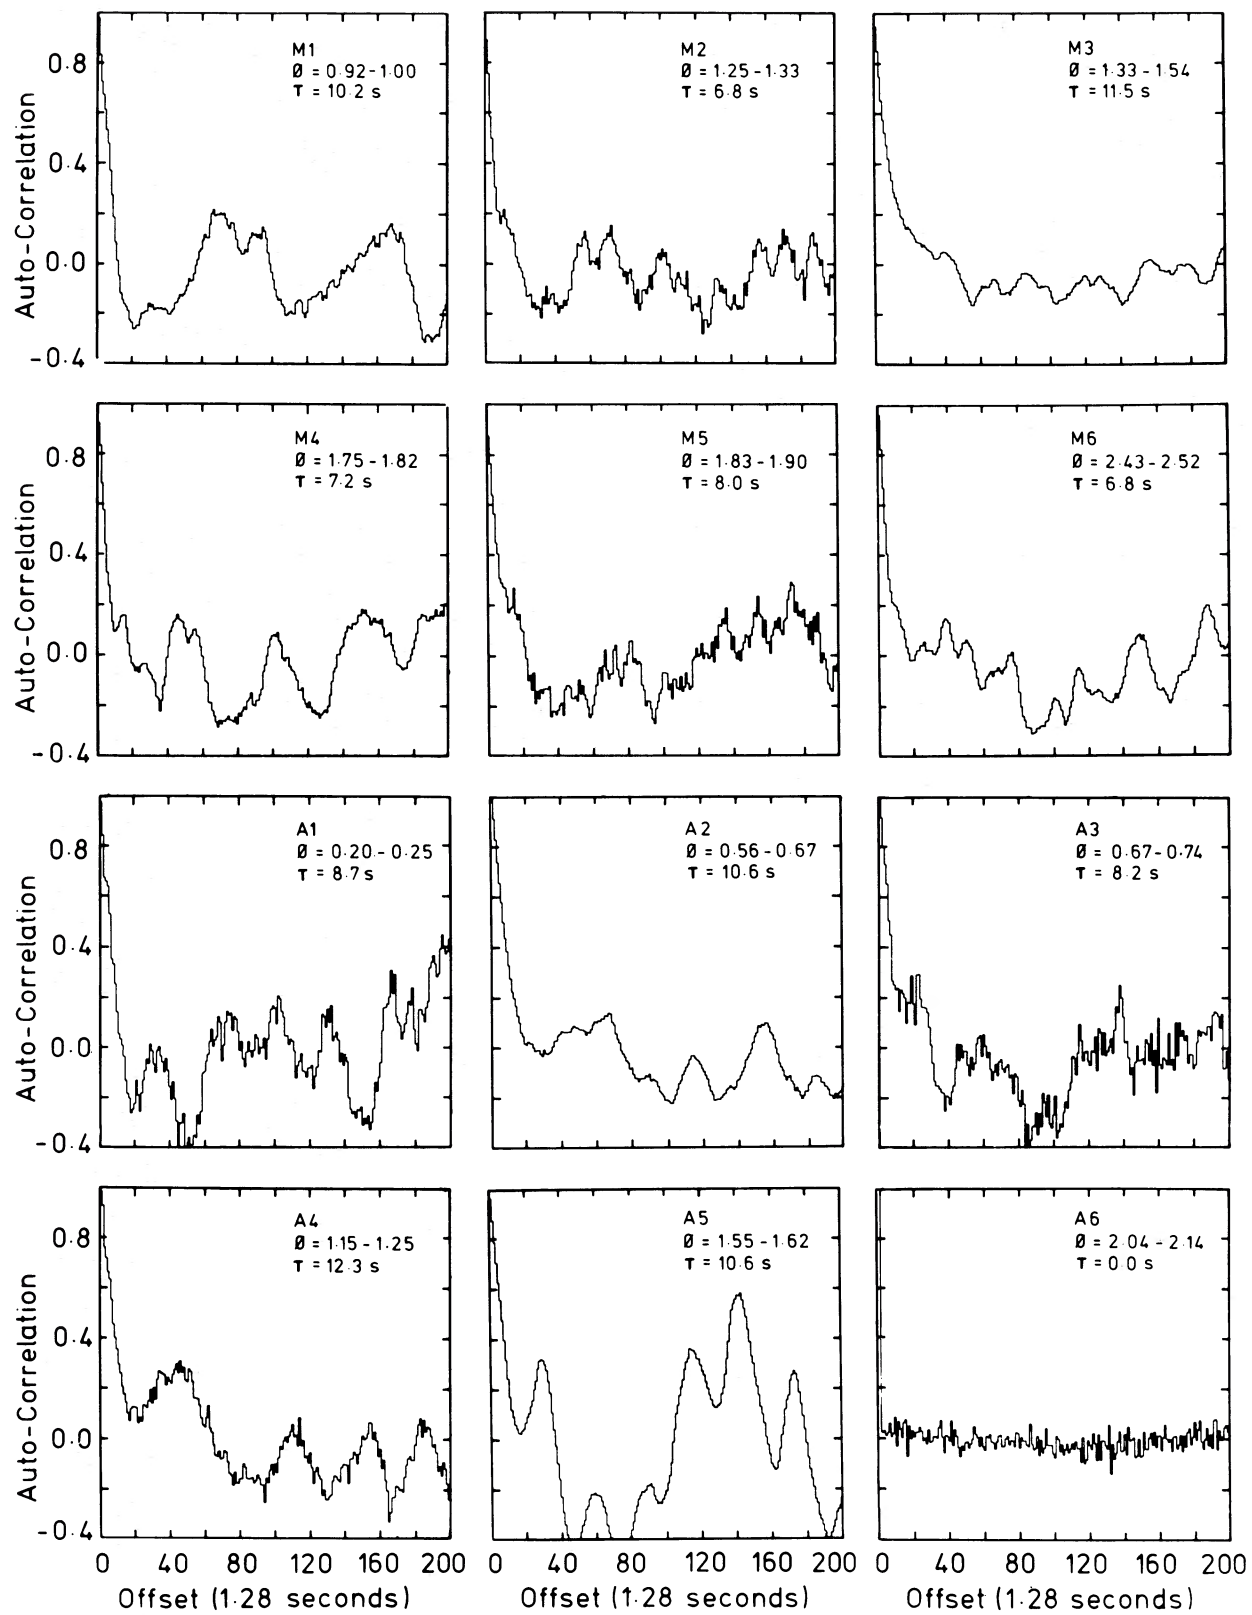 M1
Ø = 0.92-1.00
T = 10.2 s
M2
Ø = 1.25-1.33
T = 6.8 s
M3
Ø = 1.33-1.54
T = 11.5 s
0.8
0.4
0.0
-0.4
Auto-Correlation
M4
Ø = 1.75-1.82
T = 7.2 s
M5
Ø = 1.83-1.90
T = 8.0 s
M6
Ø = 2.43-2.52
T = 6.8 s
0.8
0.4
0.0
-0.4
Auto-Correlation
A1
Ø = 0.20.-0.25
T = 8.7 s
A2
Ø = 0.56-0.67
T = 10.6 s
A3
Ø = 0.67-0.74
T = 8.2 s
0.8
0.4
0.0
-0.4
Auto-Correlation
A4
Ø = 1.15-1.25
T = 12.3 s
A5
Ø = 1.55-1.62
T = 10.6 s
A6
Ø = 2.04-2.14
T = 0.0 s
0.8
0.4
0.0
-0.4
Auto-Correlation
0 40 80 120 160 200
0 40 80 120 160 200
0 40 80 120 160 200
Offset (1.28 seconds)
Offset (1.28 seconds)
Offset (1.28 seconds)